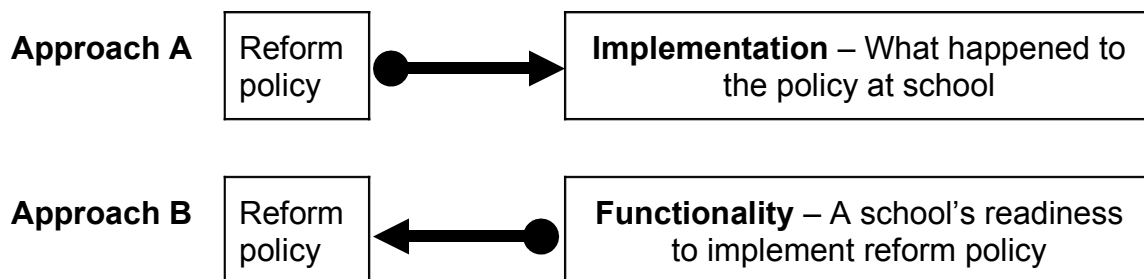 Approach A
Reform
policy
Implementation – What happened to
the policy at school
Approach B
Reform
policy
Functionality – A school's readiness
to implement reform policy